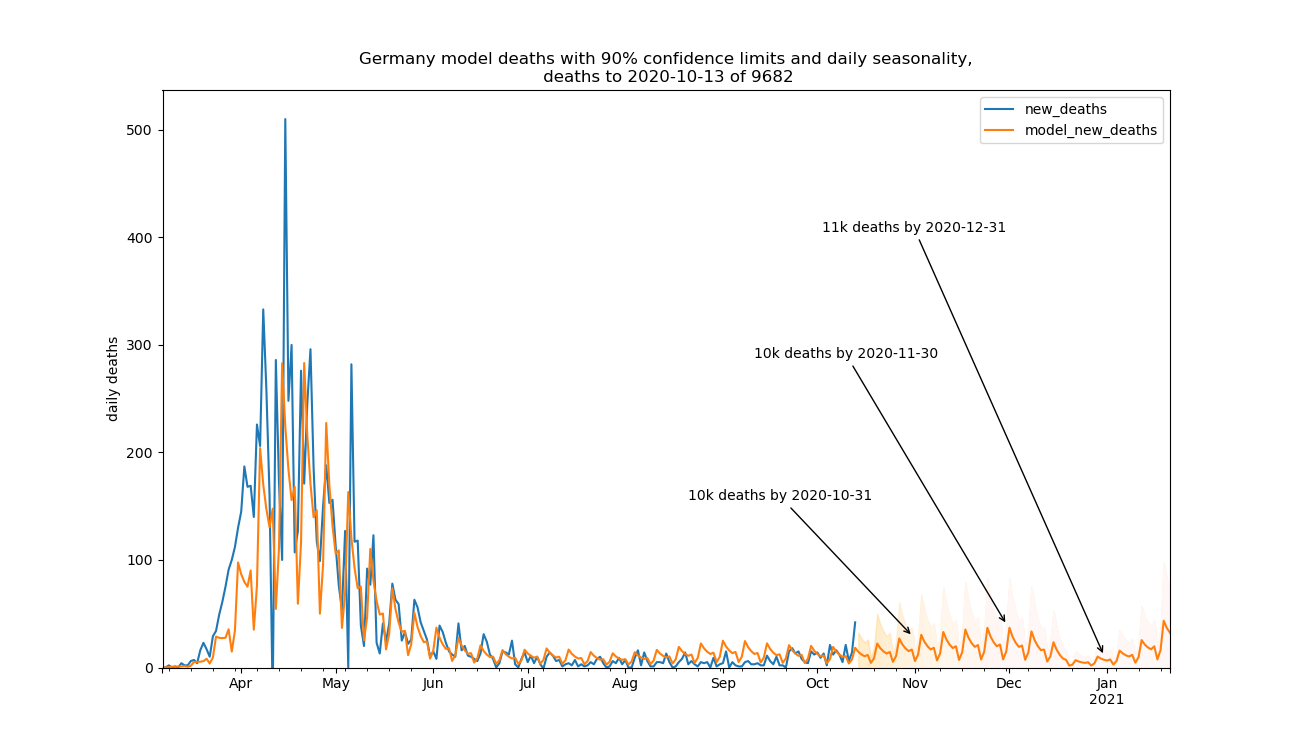 Germany model deaths with 90% confidence limits and daily seasonality,
deaths to 2020-10-13 of 9682
new_deaths
model_new_deaths
500
400
300
200
100
0
daily deaths
11k deaths by 2020-12-31
10k deaths by 2020-11-30
10k deaths by 2020-10-31
Apr May Jun Jul Aug Sep Oct Nov Dec Jan
2021